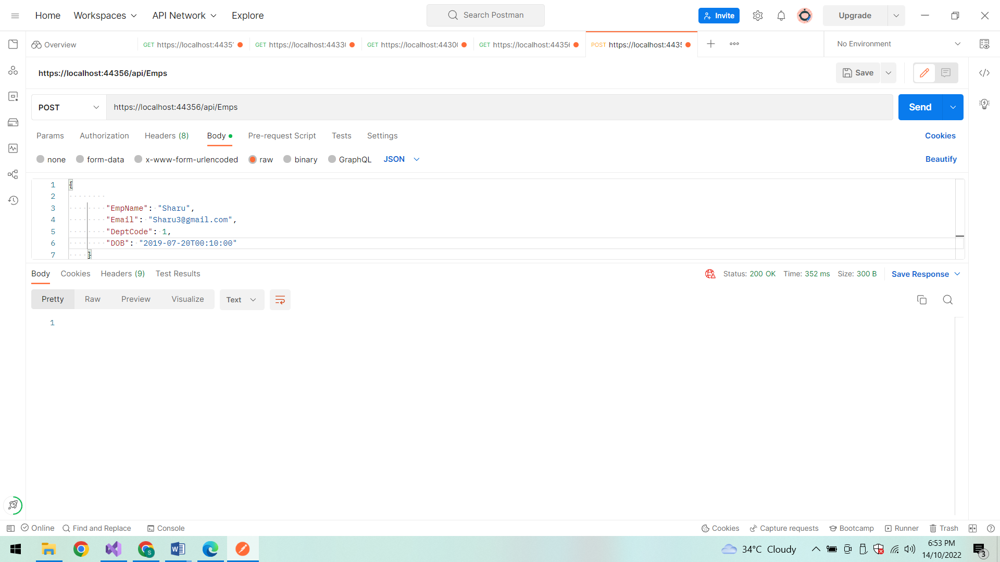 Home Workspaces API Network Explore Search Postman Invite Upgrade
Overview GET https://localhost:4435 GET https://localhost:4433 GET https://localhost:4430 GET https://localhost:4435 POST https://localhost:4435 No Environment
https://localhost:44356/api/Emps Save
POST https://localhost:44356/api/Emps Send
Params Authorization Headers (8) Body Pre-request Script Tests Settings Cookies
none form-data x-www-form-urlencoded raw binary GraphQL JSON Beautify
1 {
2
3 "EmpName": "Sharu",
4 "Email": "Sharu3@gmail.com",
5 "DeptCode": 1,
6 "DOB": "2019-07-20T00:10:00"
7 }
Body Cookies Headers (9) Test Results Status: 200 OK Time: 352 ms Size: 300 B Save Response
Pretty Raw Preview Visualize Text
1
Online Find and Replace Console Cookies Capture requests Bootcamp Runner Trash
34°C Cloudy 6:53 PM
14/10/2022 3